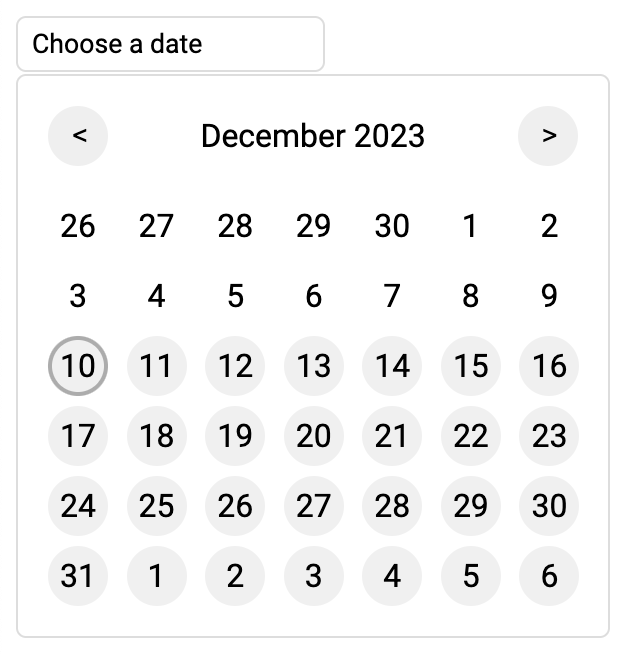 Choose a date
< December 2023 >
26 27 28 29 30 1 2
3 4 5 6 7 8 9
10 11 12 13 14 15 16
17 18 19 20 21 22 23
24 25 26 27 28 29 30
31 1 2 3 4 5 6